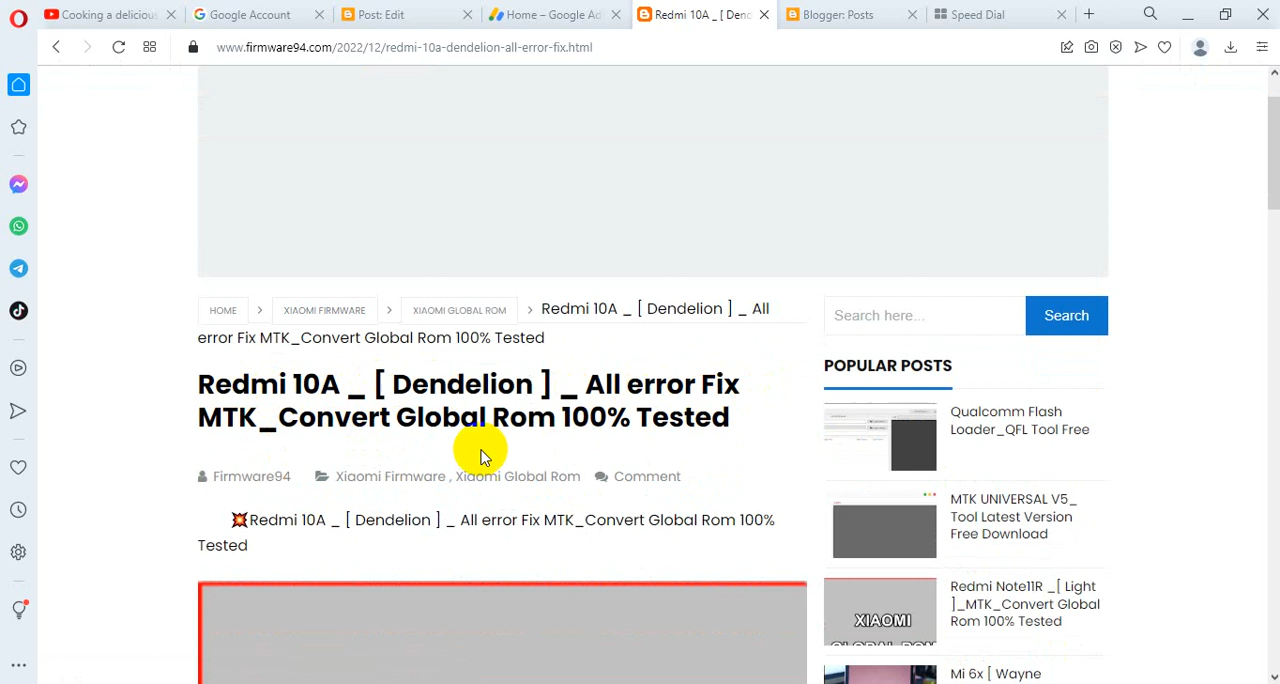 Cooking a delicious
Google Account
Post: Edit
Home – Google Ad
Redmi 10A _ [ Den
Blogger: Posts
Speed Dial
www.firmware94.com/2022/12/redmi-10a-dendelion-all-error-fix.html
HOME > XIAOMI FIRMWARE > XIAOMI GLOBAL ROM > Redmi 10A _ [ Dendelion ] _ All
error Fix MTK_Convert Global Rom 100% Tested
Redmi 10A _ [ Dendelion ] _ All error Fix
MTK_Convert Global Rom 100% Tested
Firmware94 Xiaomi Firmware , Xiaomi Global Rom Comment
💥Redmi 10A _ [ Dendelion ] _ All error Fix MTK_Convert Global Rom 100%
Tested
Search here...
Search
POPULAR POSTS
Qualcomm Flash
Loader_QFL Tool Free
MTK UNIVERSAL V5_
Tool Latest Version
Free Download
XIAOMI
GLOBAL ROM
Redmi Note11R _[ Light
]_MTK_Convert Global
Rom 100% Tested
Mi 6x [ Wayne